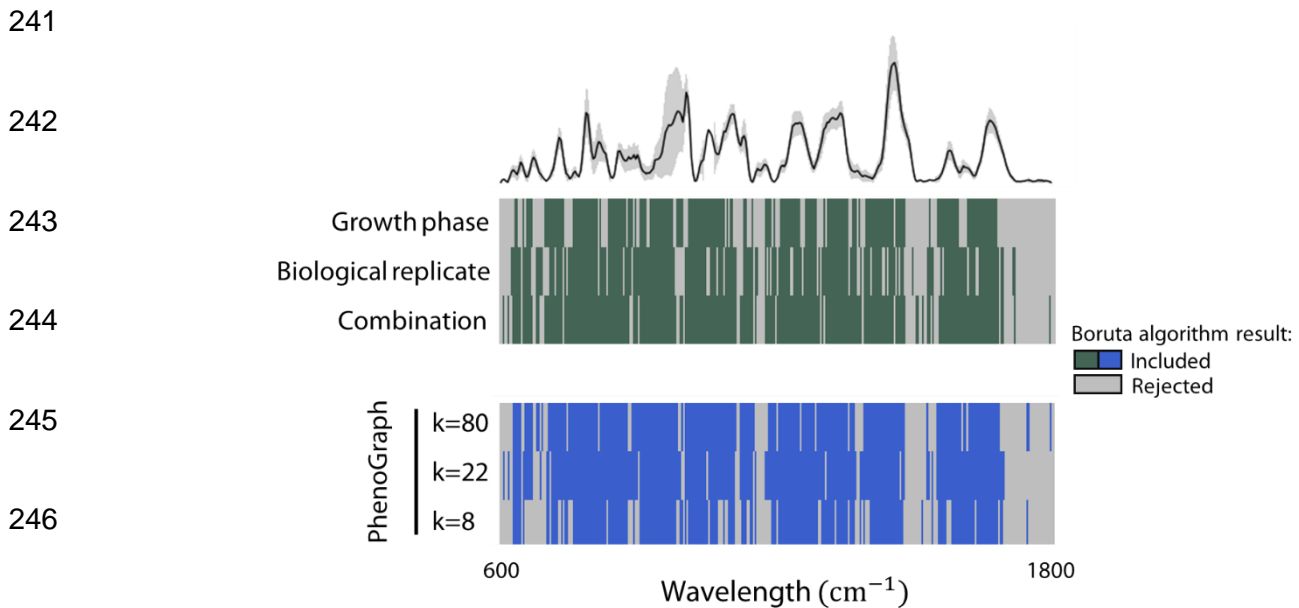 241
242
243
Growth phase
Biological replicate
244
Combination
Boruta algorithm result:
Included
Rejected
245
PhenoGraph
k=80
k=22
246
k=8
600
1800
Wavelength (cm⁻¹)